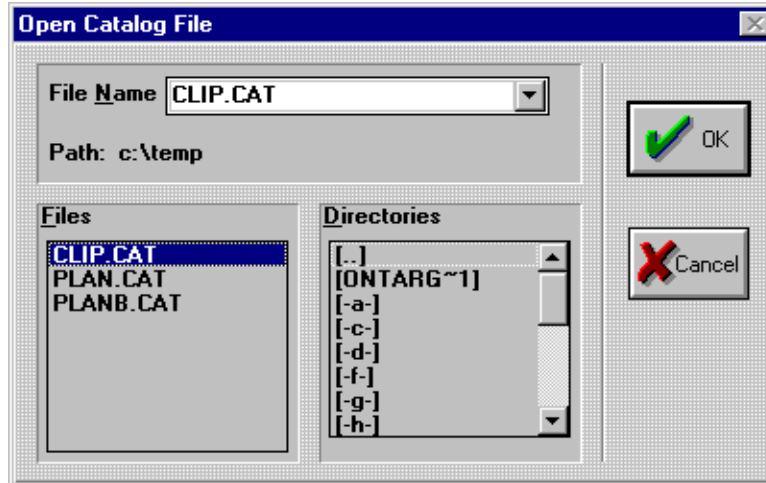 Open Catalog File
File Name CLIP.CAT
Path: c:\temp
OK
Files
CLIP.CAT
PLAN.CAT
PLANB.CAT
Directories
[..]
[ONTARG~1]
[-a-]
[-c-]
[-d-]
[-f-]
[-g-]
[-h-]
Cancel